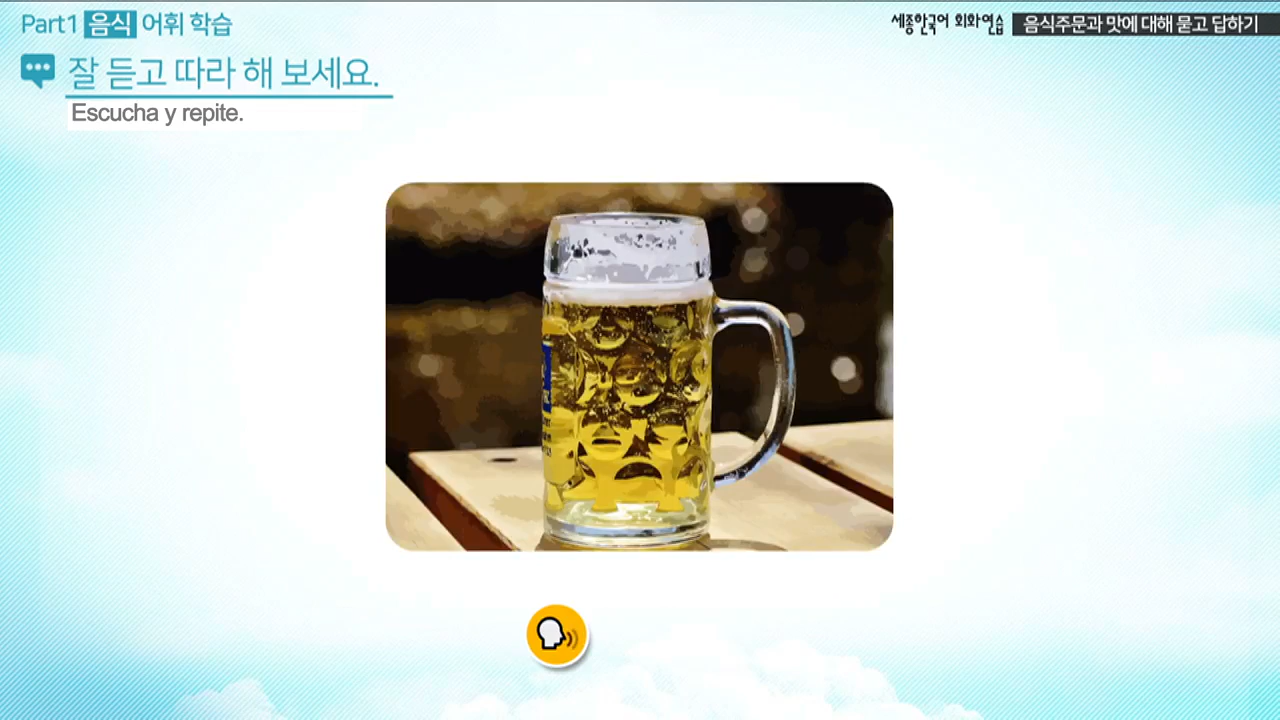 Part1 음식 어휘 학습
세종한국어 회화연습 음식주문과 맛에 대해 묻고 답하기
잘 듣고 따라 해 보세요.
Escucha y repite.